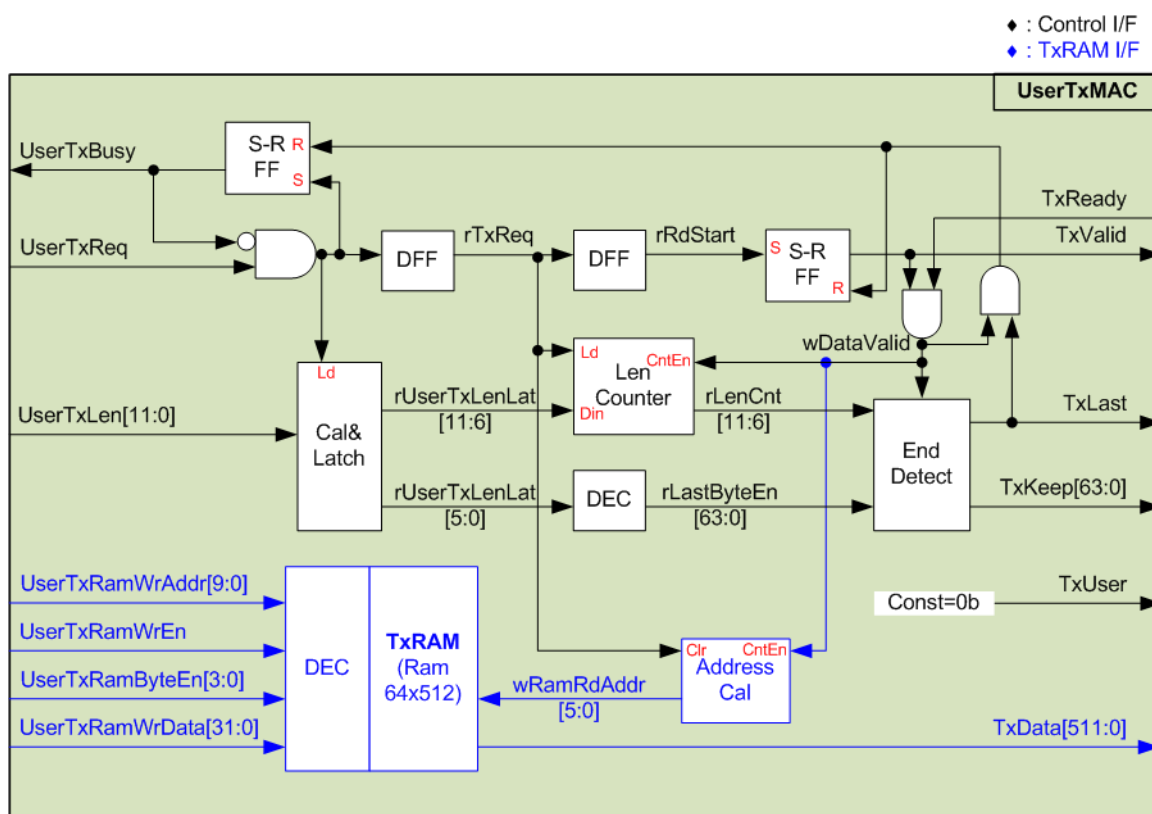 ♦ : Control I/F
♦ : TxRAM I/F
UserTxMAC
UserTxBusy
S-R
FF
R
S
TxReady
UserTxReq
TxValid
DFF
rTxReq
DFF
rRdStart
S
S-R
FF
R
wDataValid
Ld
Cal&
Latch
UserTxLen[11:0]
rUserTxLenLat
[11:6]
Ld
CntEn
Len
Counter
Din
rLenCnt
[11:6]
End
Detect
TxLast
rUserTxLenLat
[5:0]
DEC
rLastByteEn
[63:0]
TxKeep[63:0]
UserTxRamWrAddr[9:0]
UserTxRamWrEn
UserTxRamByteEn[3:0]
UserTxRamWrData[31:0]
DEC
TxRAM
(Ram
64x512)
wRamRdAddr
[5:0]
Clr
CntEn
Address
Cal
Const=0b
TxUser
TxData[511:0]